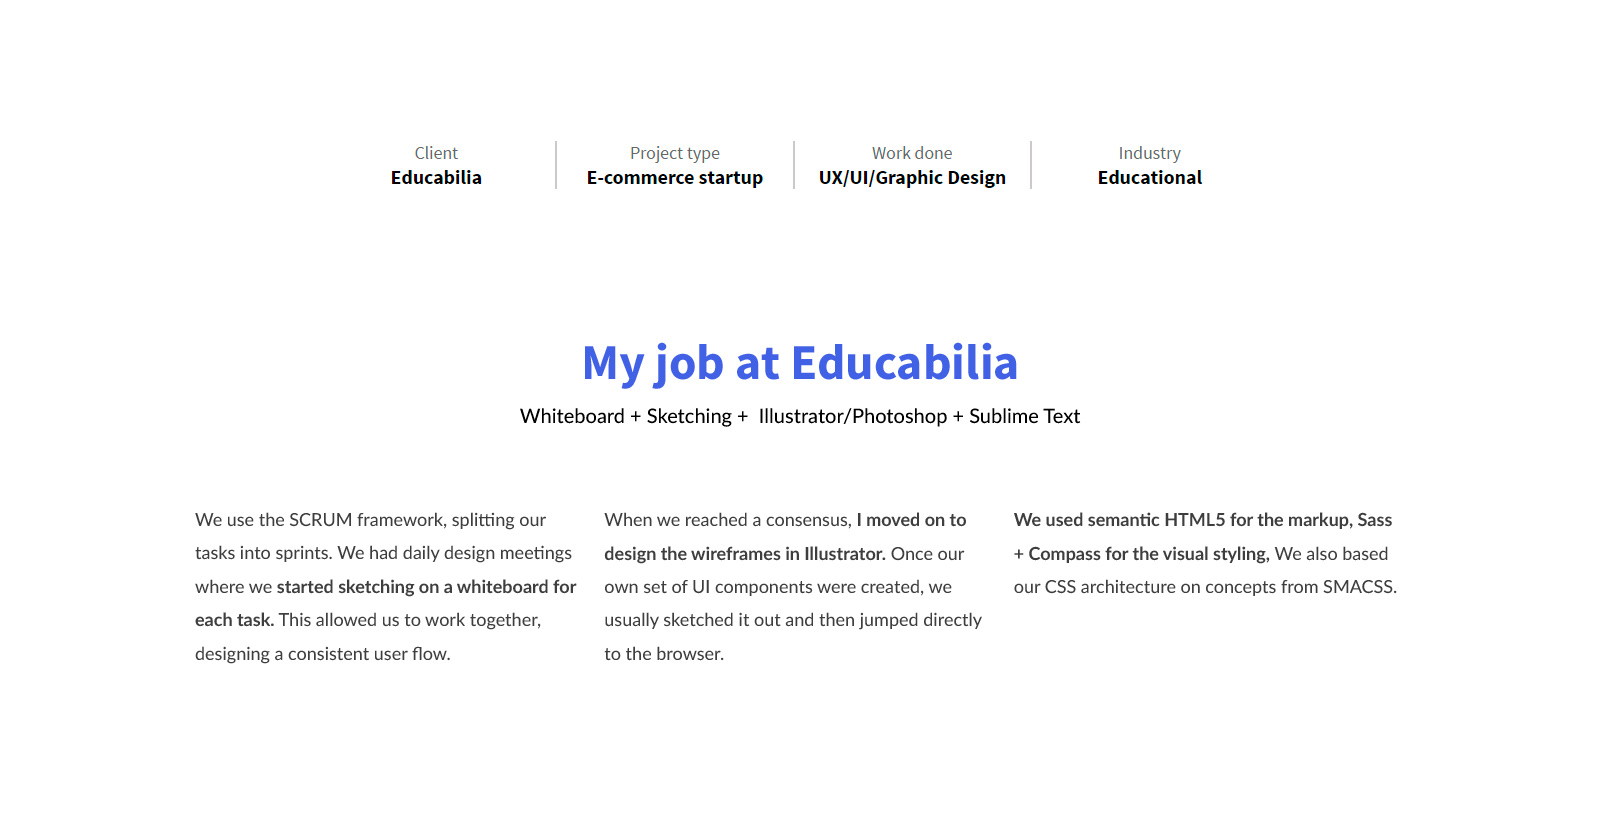 Client
Educabilia
Project type
E-commerce startup
Work done
UX/UI/Graphic Design
Industry
Educational
My job at Educabilia
Whiteboard + Sketching +  Illustrator/Photoshop + Sublime Text
We use the SCRUM framework, splitting our
tasks into sprints. We had daily design meetings
where we started sketching on a whiteboard for
each task. This allowed us to work together,
designing a consistent user flow.
When we reached a consensus, I moved on to
design the wireframes in Illustrator. Once our
own set of UI components were created, we
usually sketched it out and then jumped directly
to the browser.
We used semantic HTML5 for the markup, Sass
+ Compass for the visual styling, We also based
our CSS architecture on concepts from SMACSS.